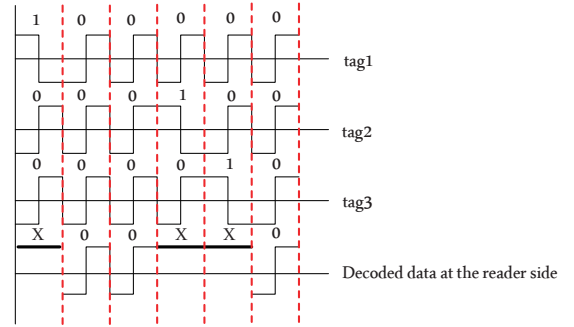 1 0 0 0 0 0
tag1
0 0 0 1 0 0
tag2
0 0 0 0 1 0
tag3
X 0 0 X X 0
Decoded data at the reader side